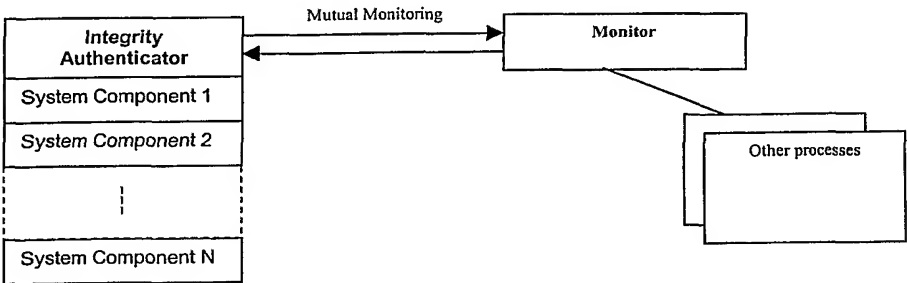 Mutual Monitoring
Integrity
Authenticator
Monitor
System Component 1
System Component 2
Other processes
System Component N